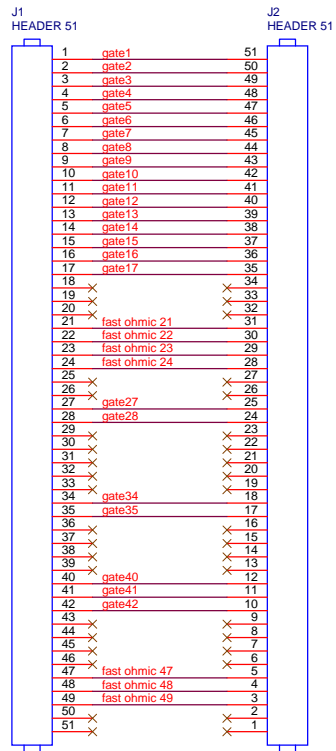 J1 J2
HEADER 51 HEADER 51
1 gate1 51
2 gate2 50
3 gate3 49
4 gate4 48
5 gate5 47
6 gate6 46
7 gate7 45
8 gate8 44
9 gate9 43
10 gate10 42
11 gate11 41
12 gate12 40
13 gate13 39
14 gate14 38
15 gate15 37
16 gate16 36
17 gate17 35
18 34
19 33
20 32
21 fast ohmic 21 31
22 fast ohmic 22 30
23 fast ohmic 23 29
24 fast ohmic 24 28
25 27
26 26
27 gate27 25
28 gate28 24
29 23
30 22
31 21
32 20
33 19
34 gate34 18
35 gate35 17
36 16
37 15
38 14
39 13
40 gate40 12
41 gate41 11
42 gate42 10
43 9
44 8
45 7
46 6
47 fast ohmic 47 5
48 fast ohmic 48 4
49 fast ohmic 49 3
50 2
51 1